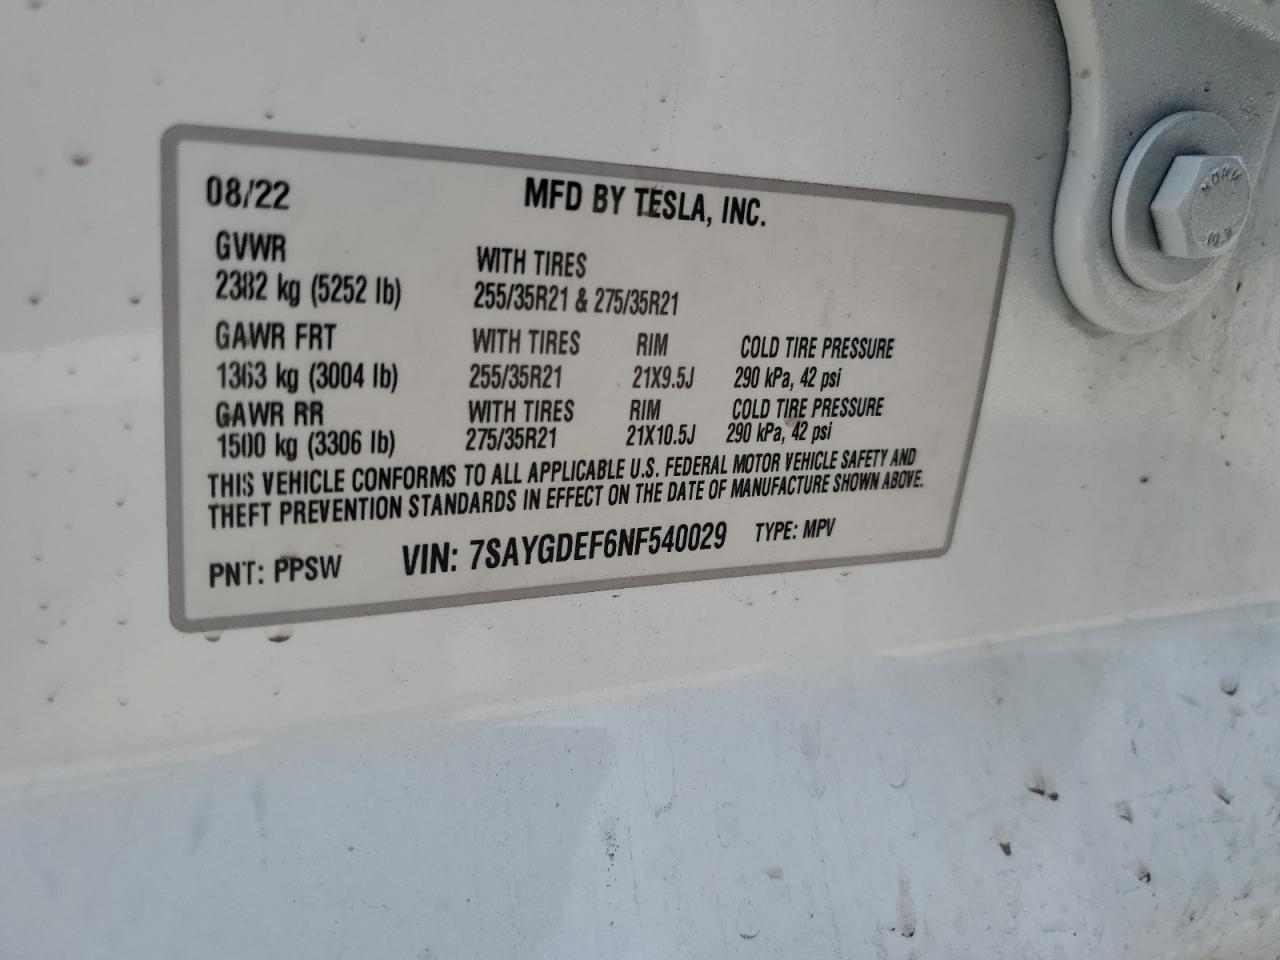 08/22 MFD BY TESLA, INC.
GVWR
2382 kg (5252 lb)
WITH TIRES
255/35R21 & 275/35R21
GAWR FRT WITH TIRES RIM COLD TIRE PRESSURE
1363 kg (3004 lb) 255/35R21 21X9.5J 290 kPa, 42 psi
GAWR RR WITH TIRES RIM COLD TIRE PRESSURE
1500 kg (3306 lb) 275/35R21 21X10.5J 290 kPa, 42 psi
THIS VEHICLE CONFORMS TO ALL APPLICABLE U.S. FEDERAL MOTOR VEHICLE SAFETY AND
THEFT PREVENTION STANDARDS IN EFFECT ON THE DATE OF MANUFACTURE SHOWN ABOVE.
PNT: PPSW VIN: 7SAYGDEF6NF540029 TYPE: MPV